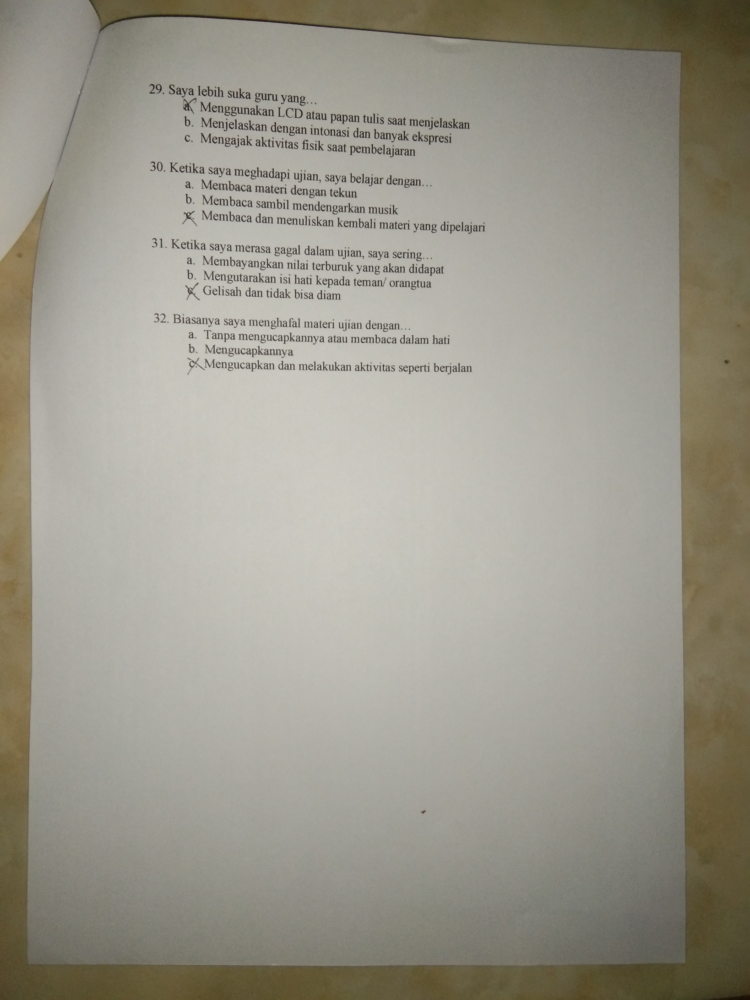 29. Saya lebih suka guru yang…
a. Menggunakan LCD atau papan tulis saat menjelaskan
b. Menjelaskan dengan intonasi dan banyak ekspresi
c. Mengajak aktivitas fisik saat pembelajaran
30. Ketika saya meghadapi ujian, saya belajar dengan…
a. Membaca materi dengan tekun
b. Membaca sambil mendengarkan musik
c. Membaca dan menuliskan kembali materi yang dipelajari
31. Ketika saya merasa gagal dalam ujian, saya sering…
a. Membayangkan nilai terburuk yang akan didapat
b. Mengutarakan isi hati kepada teman/ orangtua
c. Gelisah dan tidak bisa diam
32. Biasanya saya menghafal materi ujian dengan…
a. Tanpa mengucapkannya atau membaca dalam hati
b. Mengucapkannya
c. Mengucapkan dan melakukan aktivitas seperti berjalan